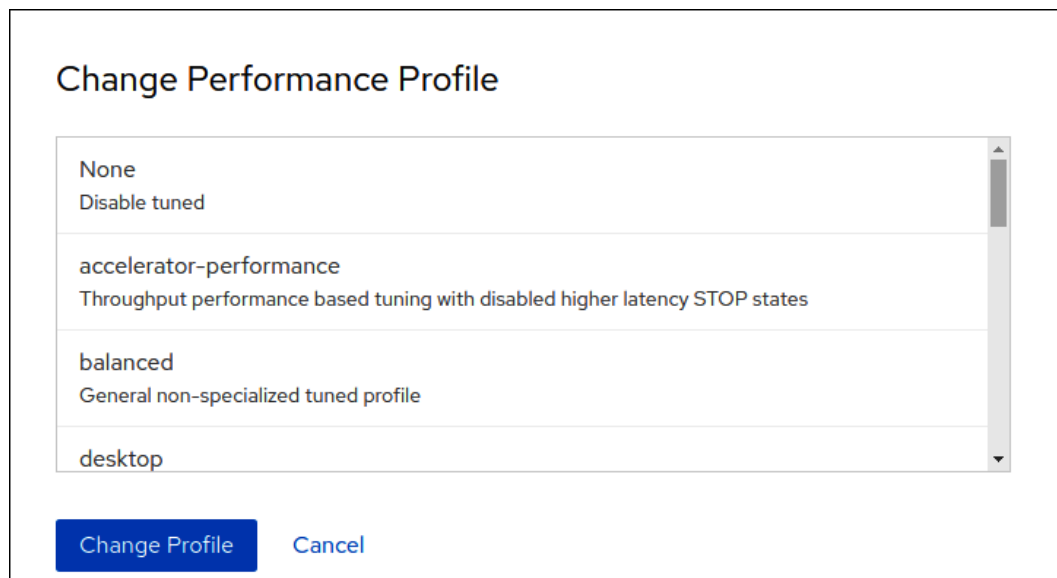 Change Performance Profile
None
Disable tuned
accelerator-performance
Throughput performance based tuning with disabled higher latency STOP states
balanced
General non-specialized tuned profile
desktop
Change Profile
Cancel